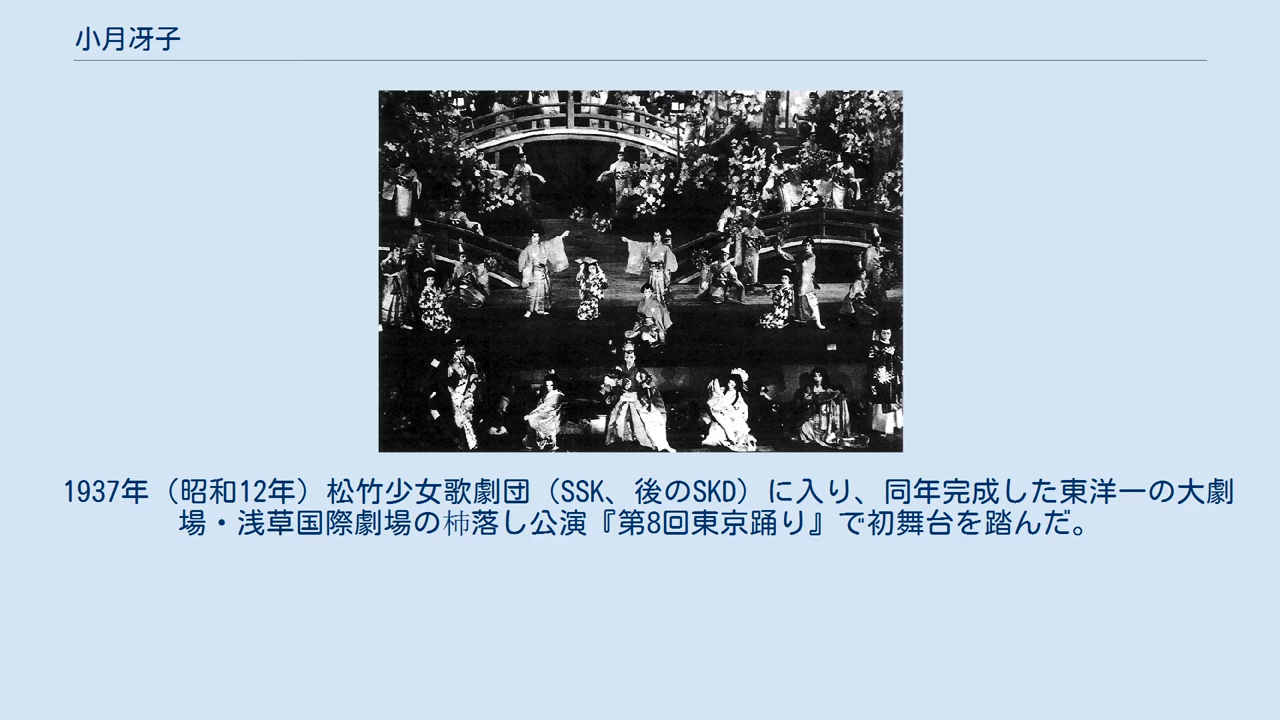 小月冴子
1937年（昭和12年）松竹少女歌劇団（SSK、後のSKD）に入り、同年完成した東洋一の大劇
場・浅草国際劇場の杮落し公演『第8回東京踊り』で初舞台を踏んだ。